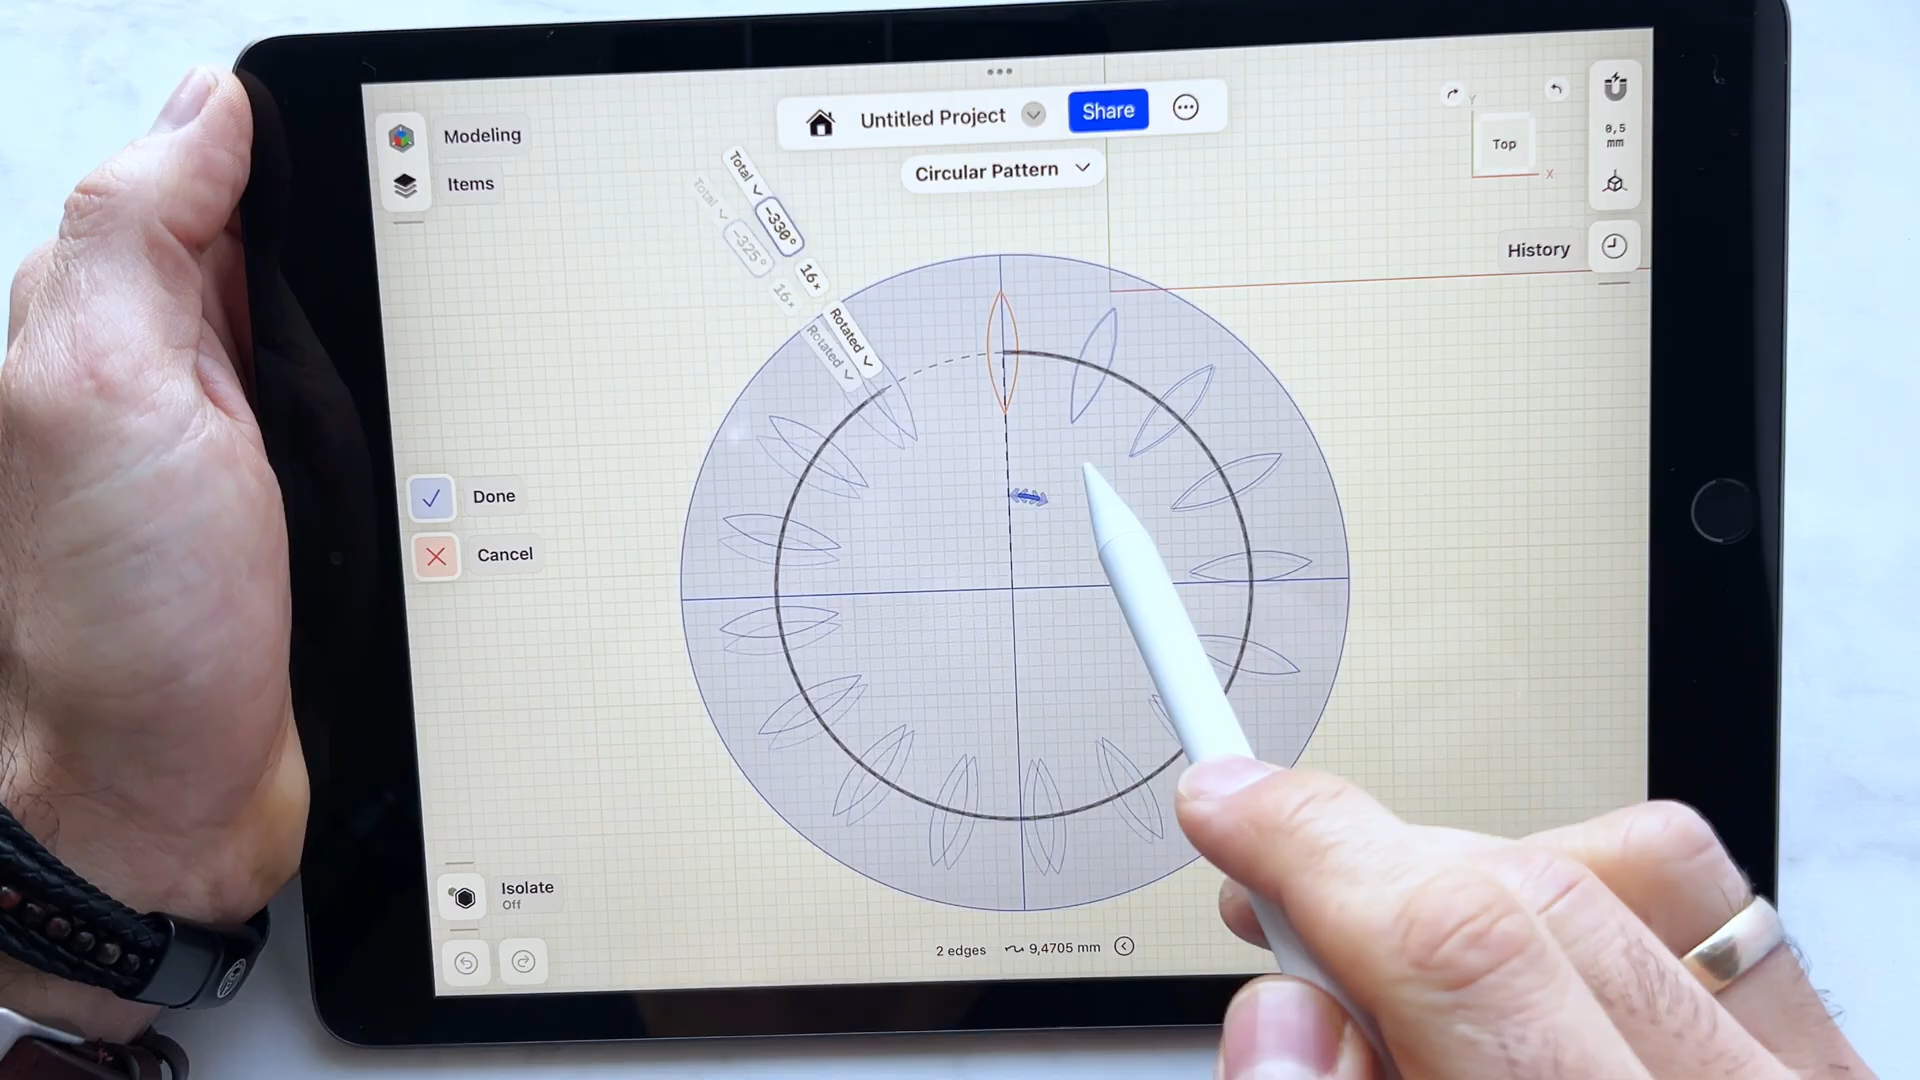 Modeling
Items
Untitled Project
Share
Circular Pattern
Total
-330°
16×
Rotated
Total
-325°
16×
Rotated
Y
Top
X
0,5
mm
History
Done
Cancel
Isolate
Off
2 edges 9,4705 mm